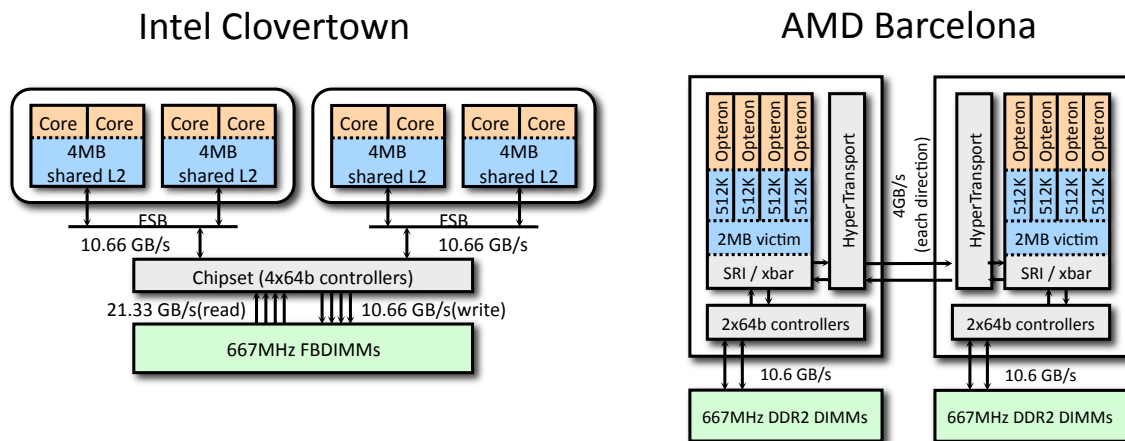 Intel Clovertown
Core Core Core Core
4MB
shared L2
4MB
shared L2
Core Core Core Core
4MB
shared L2
4MB
shared L2
FSB
10.66 GB/s
FSB
10.66 GB/s
Chipset (4x64b controllers)
21.33 GB/s(read)
10.66 GB/s(write)
667MHz FBDIMMs
AMD Barcelona
Opteron
Opteron
Opteron
Opteron
512K
512K
512K
512K
2MB victim
SRI / xbar
HyperTransport
2x64b controllers
10.6 GB/s
667MHz DDR2 DIMMs
4GB/s
(each direction)
HyperTransport
Opteron
Opteron
Opteron
Opteron
512K
512K
512K
512K
2MB victim
SRI / xbar
2x64b controllers
10.6 GB/s
667MHz DDR2 DIMMs